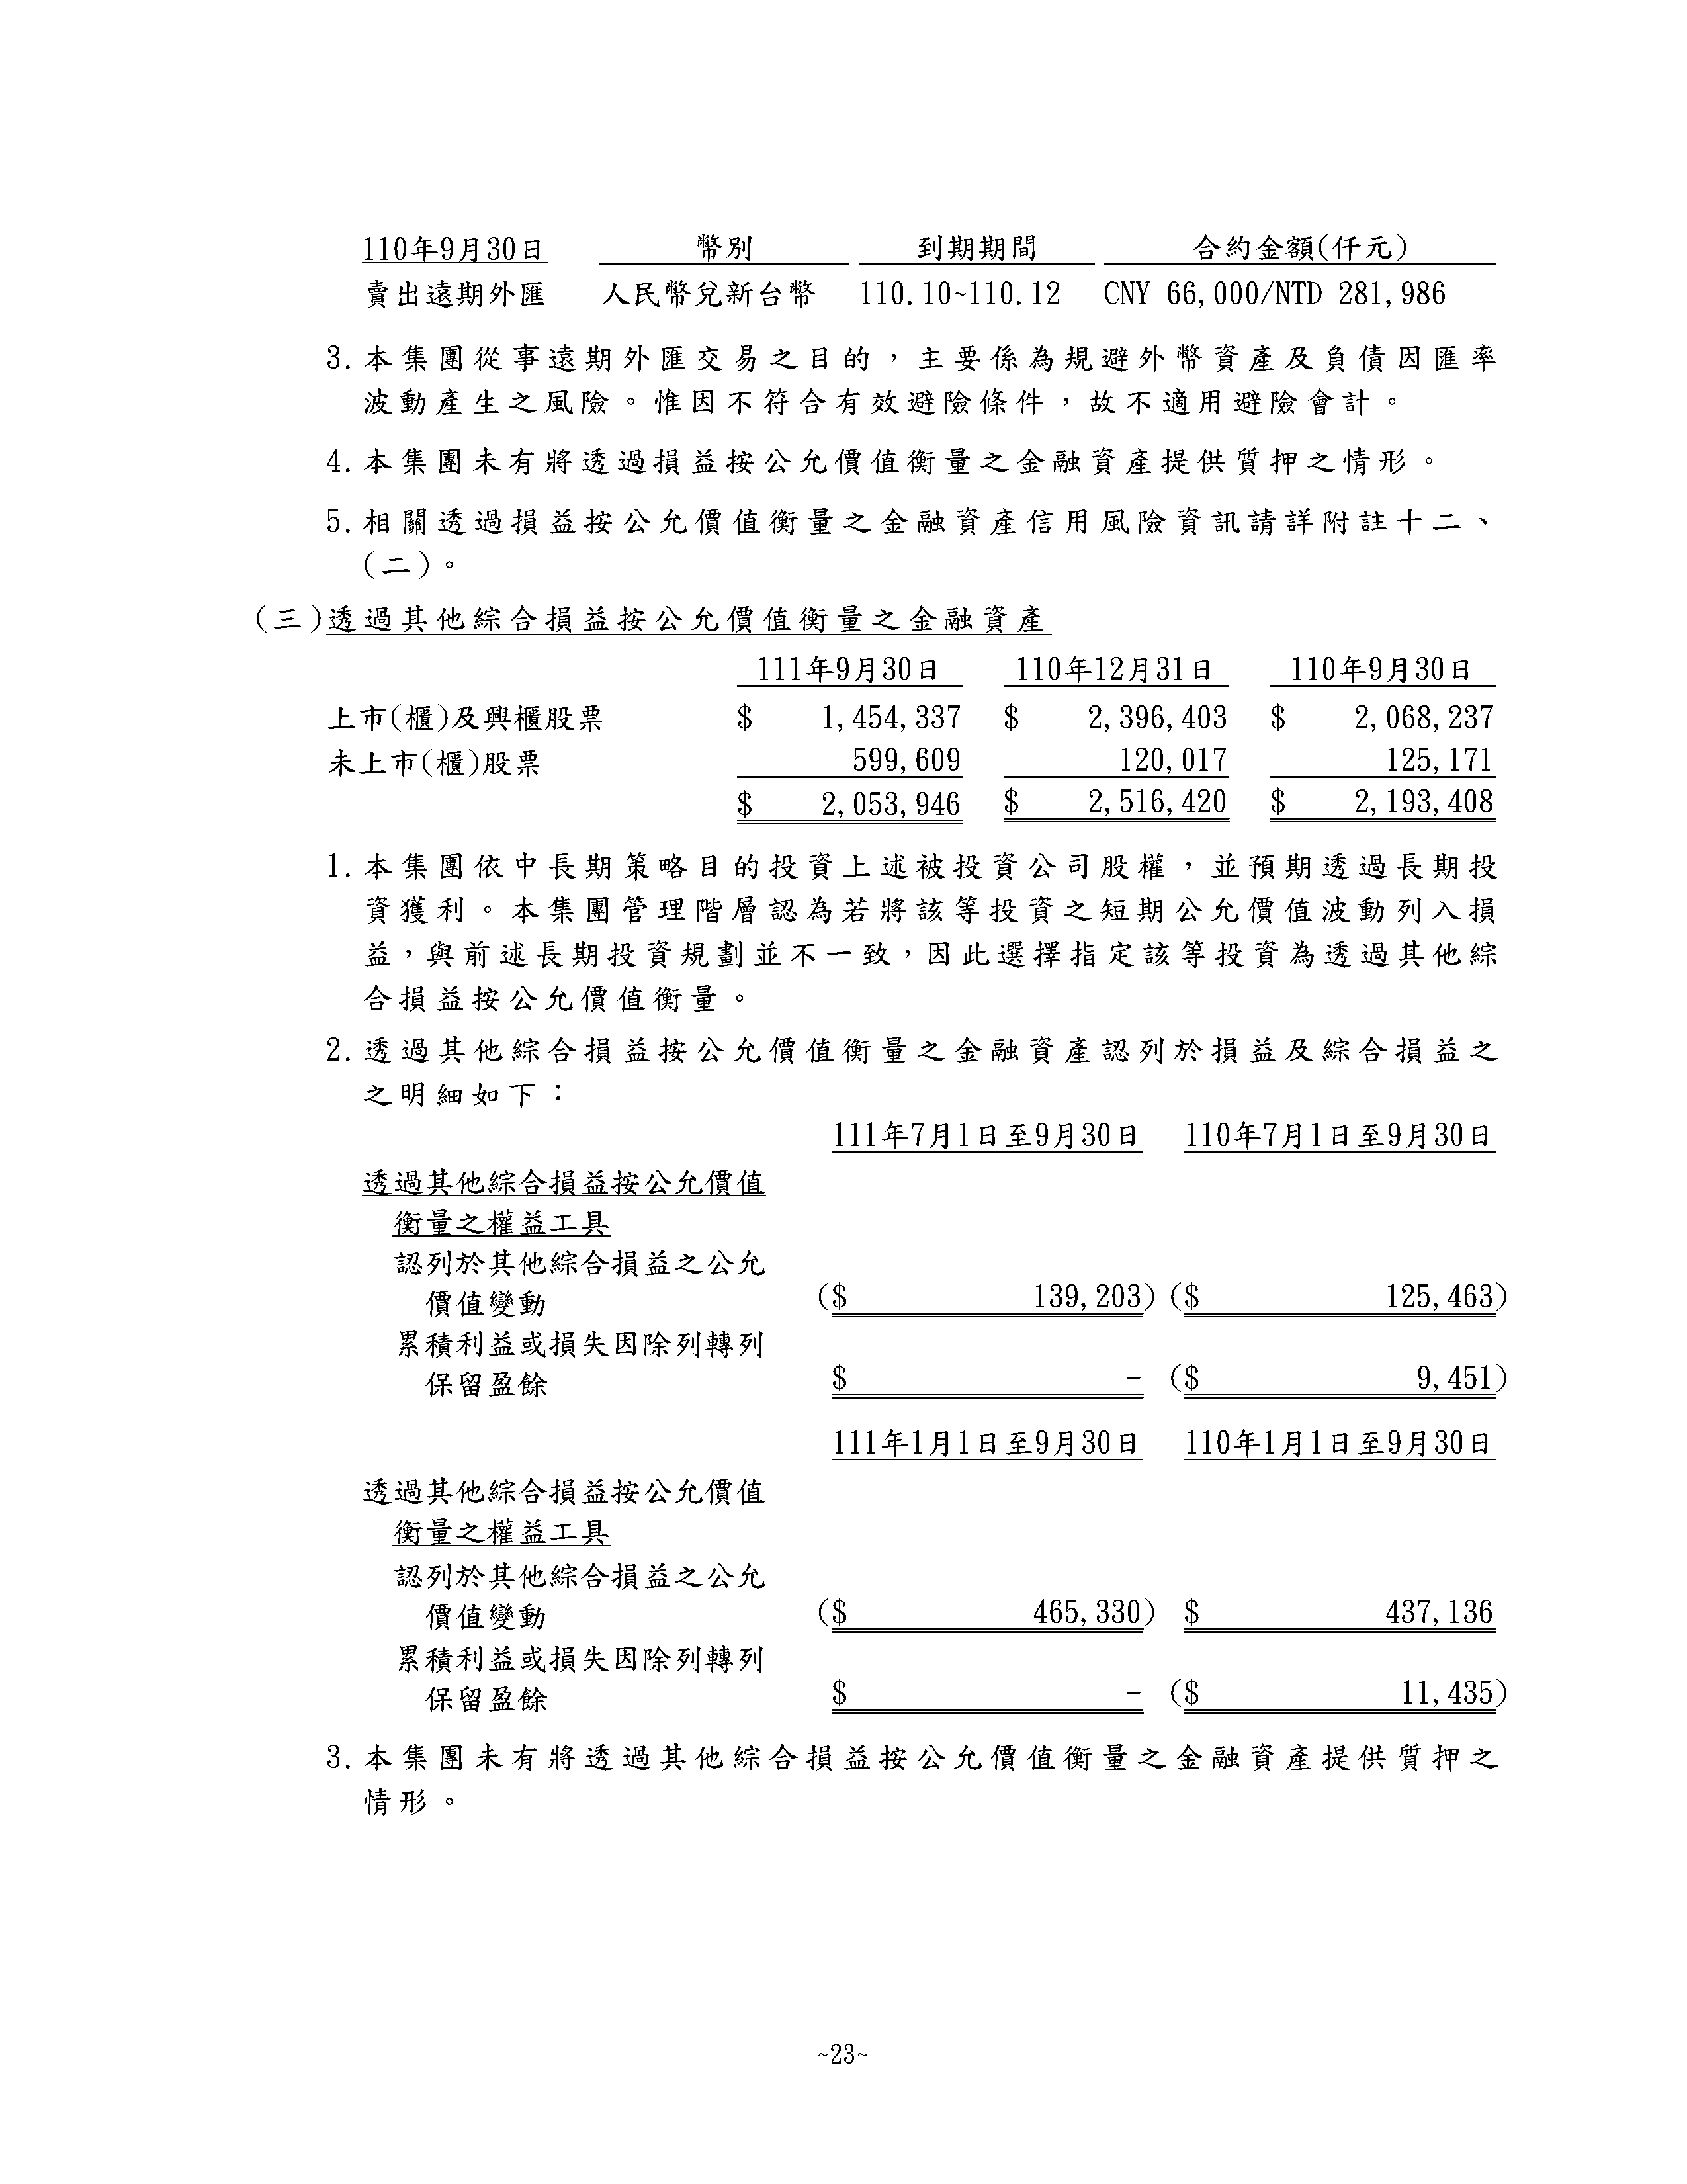 110年9月30日 幣別 到期期間 合約金額(仟元)
賣出遠期外匯 人民幣兌新台幣 110.10~110.12 CNY 66,000/NTD 281,986
3.本集團從事遠期外匯交易之目的，主要係為規避外幣資產及負債因匯率
波動產生之風險。惟因不符合有效避險條件，故不適用避險會計。
4.本集團未有將透過損益按公允價值衡量之金融資產提供質押之情形。
5.相關透過損益按公允價值衡量之金融資產信用風險資訊請詳附註十二、
(二)。
(三)透過其他綜合損益按公允價值衡量之金融資產
111年9月30日 110年12月31日 110年9月30日
上市(櫃)及興櫃股票 $ 1,454,337 $ 2,396,403 $ 2,068,237
未上市(櫃)股票 599,609 120,017 125,171
$ 2,053,946 $ 2,516,420 $ 2,193,408
1.本集團依中長期策略目的投資上述被投資公司股權，並預期透過長期投
資獲利。本集團管理階層認為若將該等投資之短期公允價值波動列入損
益，與前述長期投資規劃並不一致，因此選擇指定該等投資為透過其他綜
合損益按公允價值衡量。
2.透過其他綜合損益按公允價值衡量之金融資產認列於損益及綜合損益之
之明細如下：
111年7月1日至9月30日 110年7月1日至9月30日
透過其他綜合損益按公允價值
衡量之權益工具
認列於其他綜合損益之公允
價值變動 ($ 139,203) ($ 125,463)
累積利益或損失因除列轉列
保留盈餘 $ - ($ 9,451)
111年1月1日至9月30日 110年1月1日至9月30日
透過其他綜合損益按公允價值
衡量之權益工具
認列於其他綜合損益之公允
價值變動 ($ 465,330) $ 437,136
累積利益或損失因除列轉列
保留盈餘 $ - ($ 11,435)
3.本集團未有將透過其他綜合損益按公允價值衡量之金融資產提供質押之
情形。
~23~